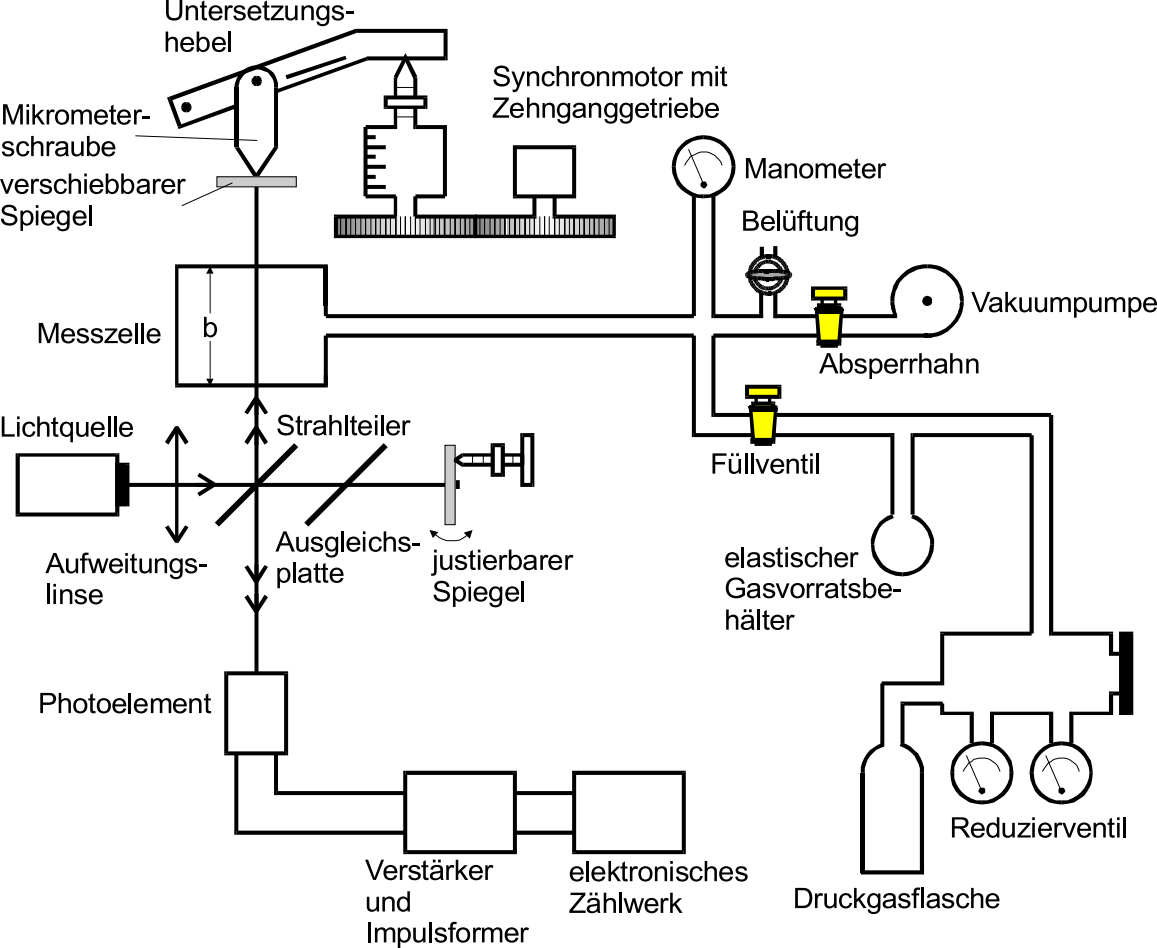 Untersetzungs-
hebel
Synchronmotor mit
Zehnganggetriebe
Mikrometer-
schraube
verschiebbarer
Spiegel
Manometer
Belüftung
Vakuumpumpe
Messzelle
b
Absperrhahn
Lichtquelle
Strahlteiler
Füllventil
Aufweitungs-
linse
Ausgleichs-
platte
justierbarer
Spiegel
elastischer
Gasvorratsbe-
hälter
Photoelement
Reduzierventil
Verstärker
und
Impulsformer
elektronisches
Zählwerk
Druckgasflasche